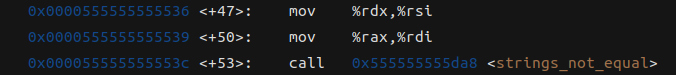 0x0000555555555536 <+47>: mov %rdx,%rsi
0x0000555555555539 <+50>: mov %rax,%rdi
0x000055555555553c <+53>: call 0x555555555da8 <strings_not_equal>